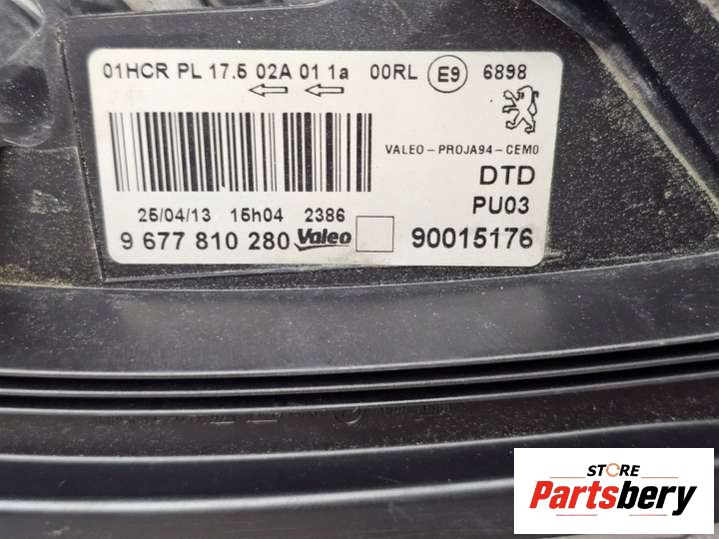 01HCR PL 17.5 02A 01 1a 00RL E9 6898
VALEO-PROJA94-CEMO
DTD
25/04/13 15h04 2386 PU03
9 677 810 280 Valeo 90015176
STORE
Partsbery